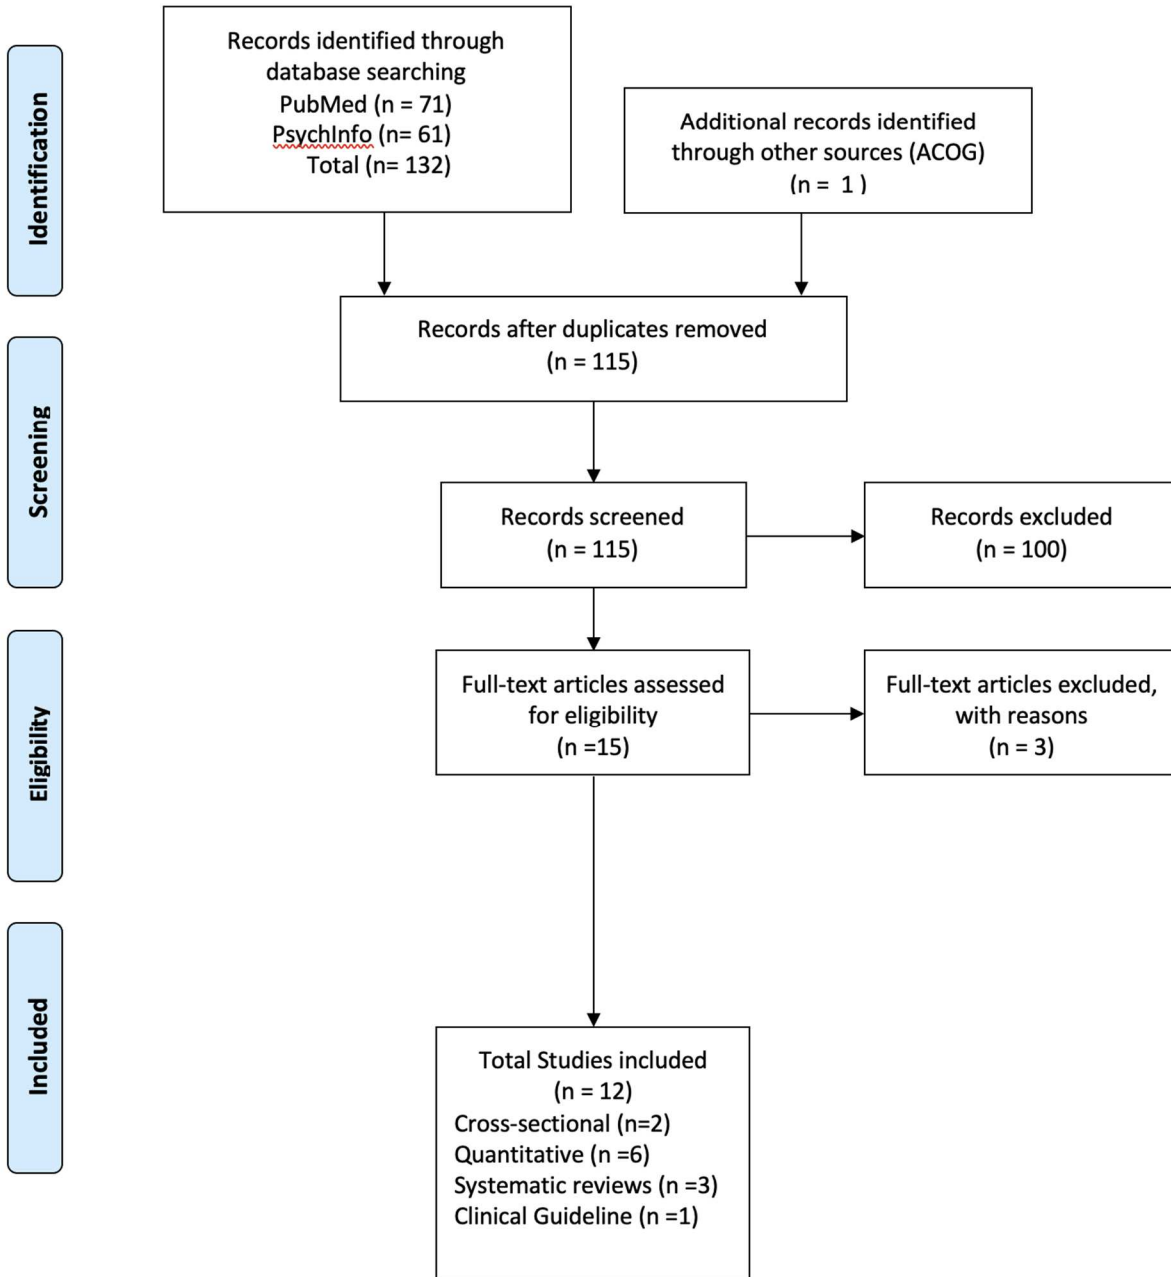 Identification
Records identified through
database searching
PubMed (n = 71)
PsychInfo (n= 61)
Total (n= 132)
Additional records identified
through other sources (ACOG)
(n =  1 )
Records after duplicates removed
(n = 115)
Screening
Records screened
(n = 115)
Records excluded
(n = 100)
Eligibility
Full-text articles assessed
for eligibility
(n =15)
Full-text articles excluded,
with reasons
(n = 3)
Included
Total Studies included
(n = 12)
Cross-sectional (n=2)
Quantitative (n =6)
Systematic reviews (n =3)
Clinical Guideline (n =1)